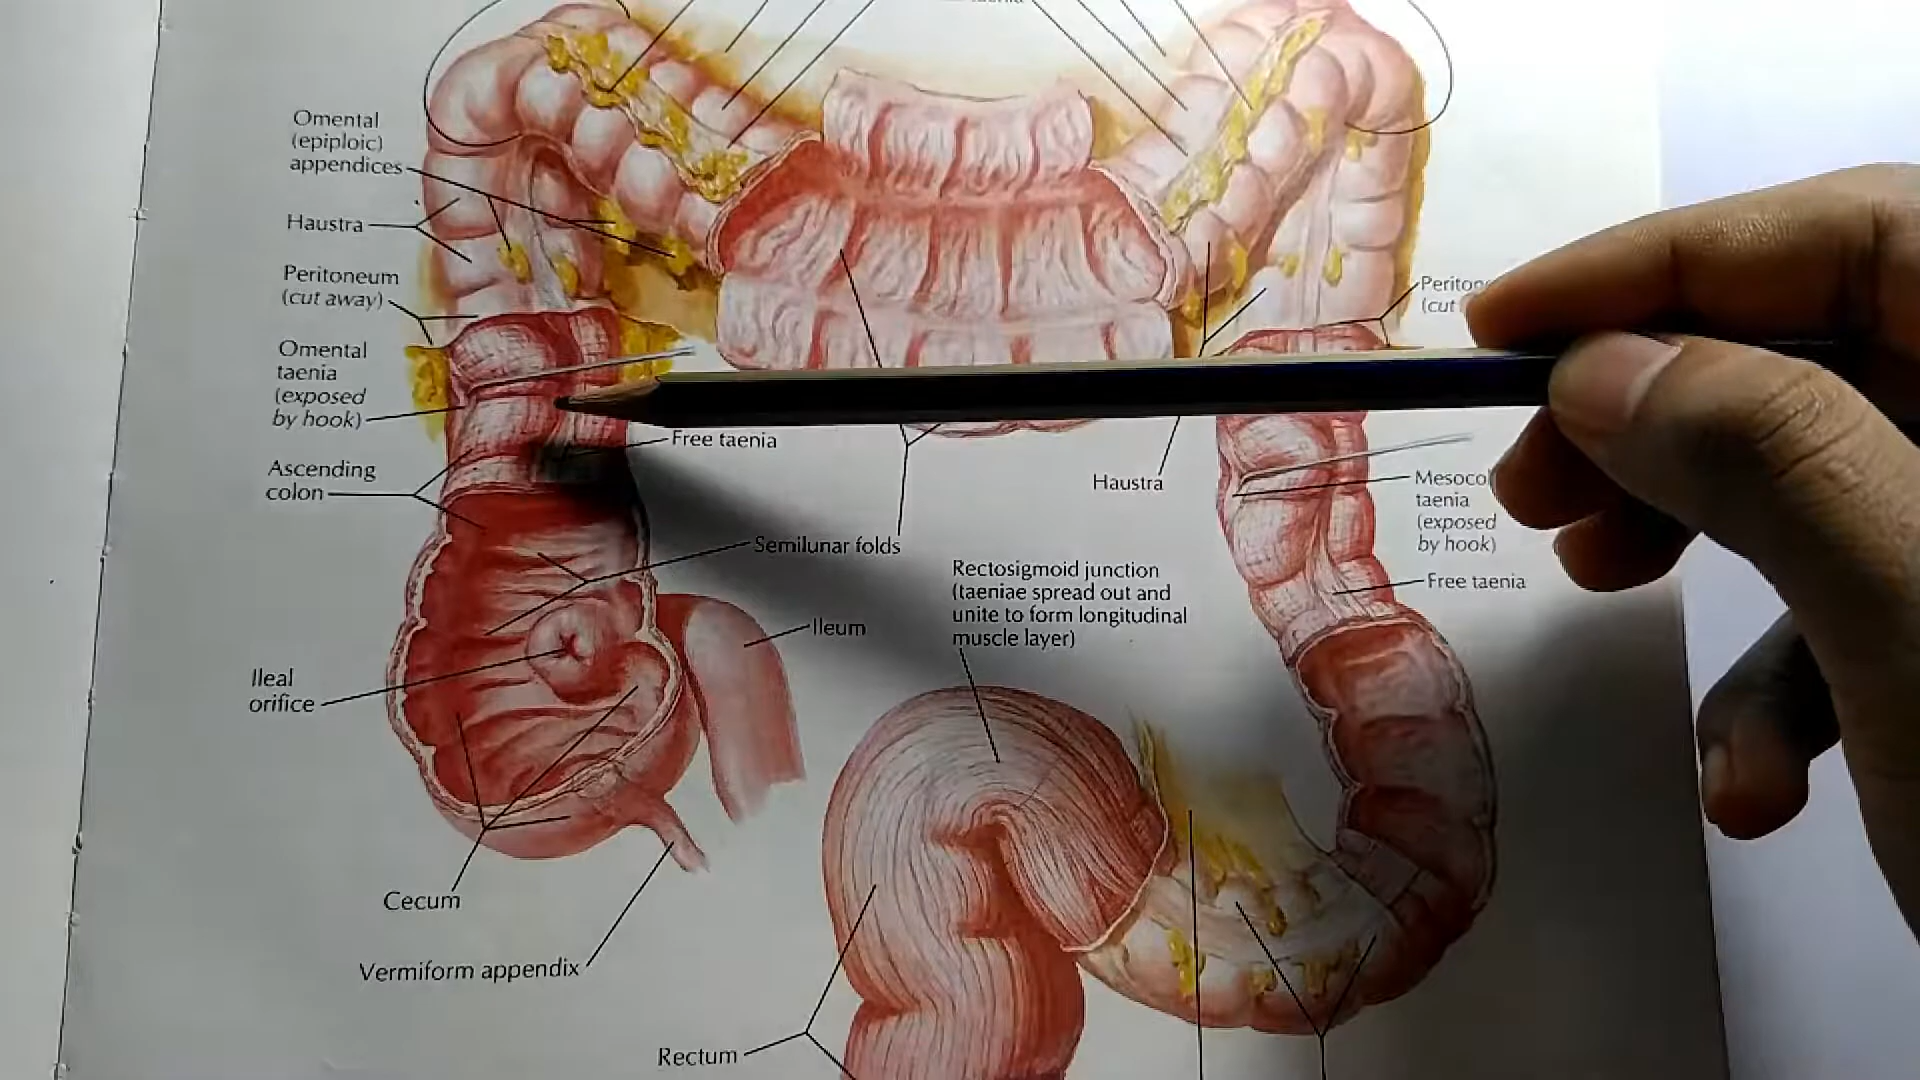 Omental
(epiploic)
appendices
Haustra
Peritoneum
(cut away)
Omental
taenia
(exposed
by hook)
Ascending
colon
Free taenia
Semilunar folds
Ileum
Ileal
orifice
Cecum
Vermiform appendix
Rectosigmoid junction
(taeniae spread out and
unite to form longitudinal
muscle layer)
Rectum
Haustra
(cut
taenia
(exposed
by hook)
Free taenia